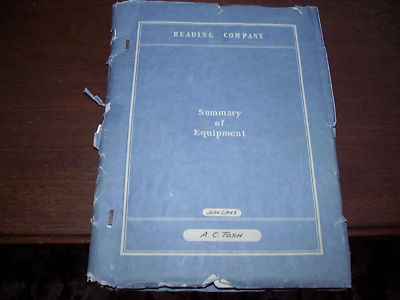 READING COMPANY
Summary
of
Equipment
A. C. TOSH